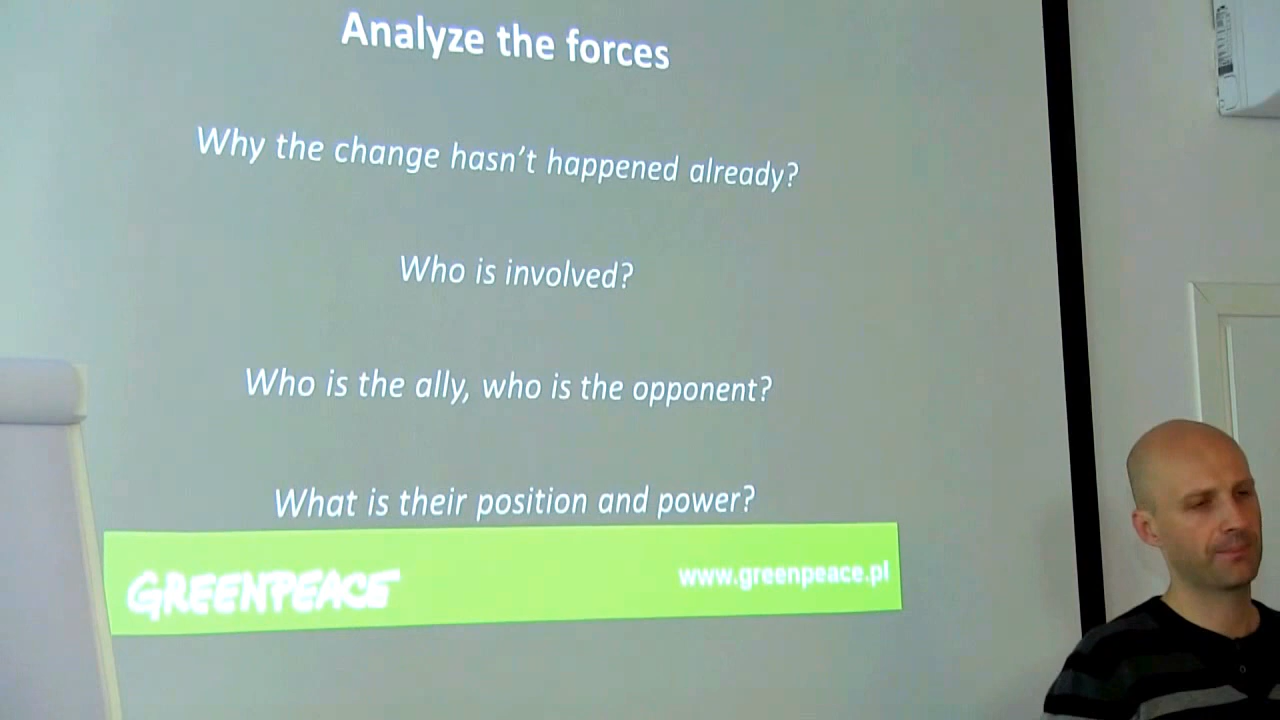 Analyze the forces
Why the change hasn't happened already?
Who is involved?
Who is the ally, who is the opponent?
What is their position and power?
GREENPEACE
www.greenpeace.pl